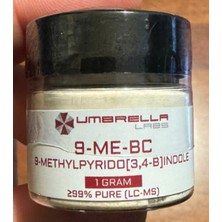 UMBRELLA
LABS
9-ME-BC
9-METHYLPYRIDO[3,4-B]INDOLE
1 GRAM
≥99% PURE (LC-MS)